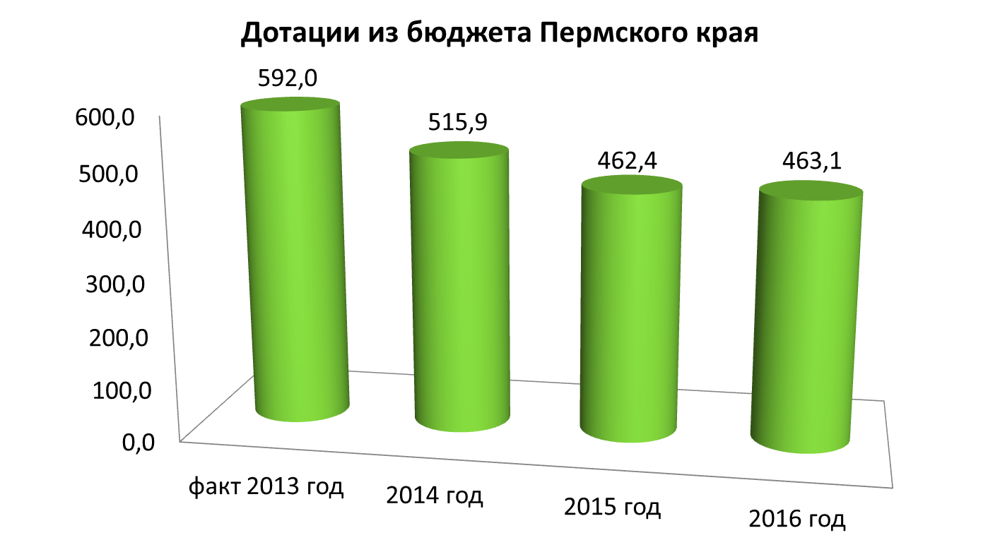 Дотации из бюджета Пермского края
592,0
515,9
462,4
463,1
600,0
500,0
400,0
300,0
200,0
100,0
0,0
факт 2013 год
2014 год
2015 год
2016 год